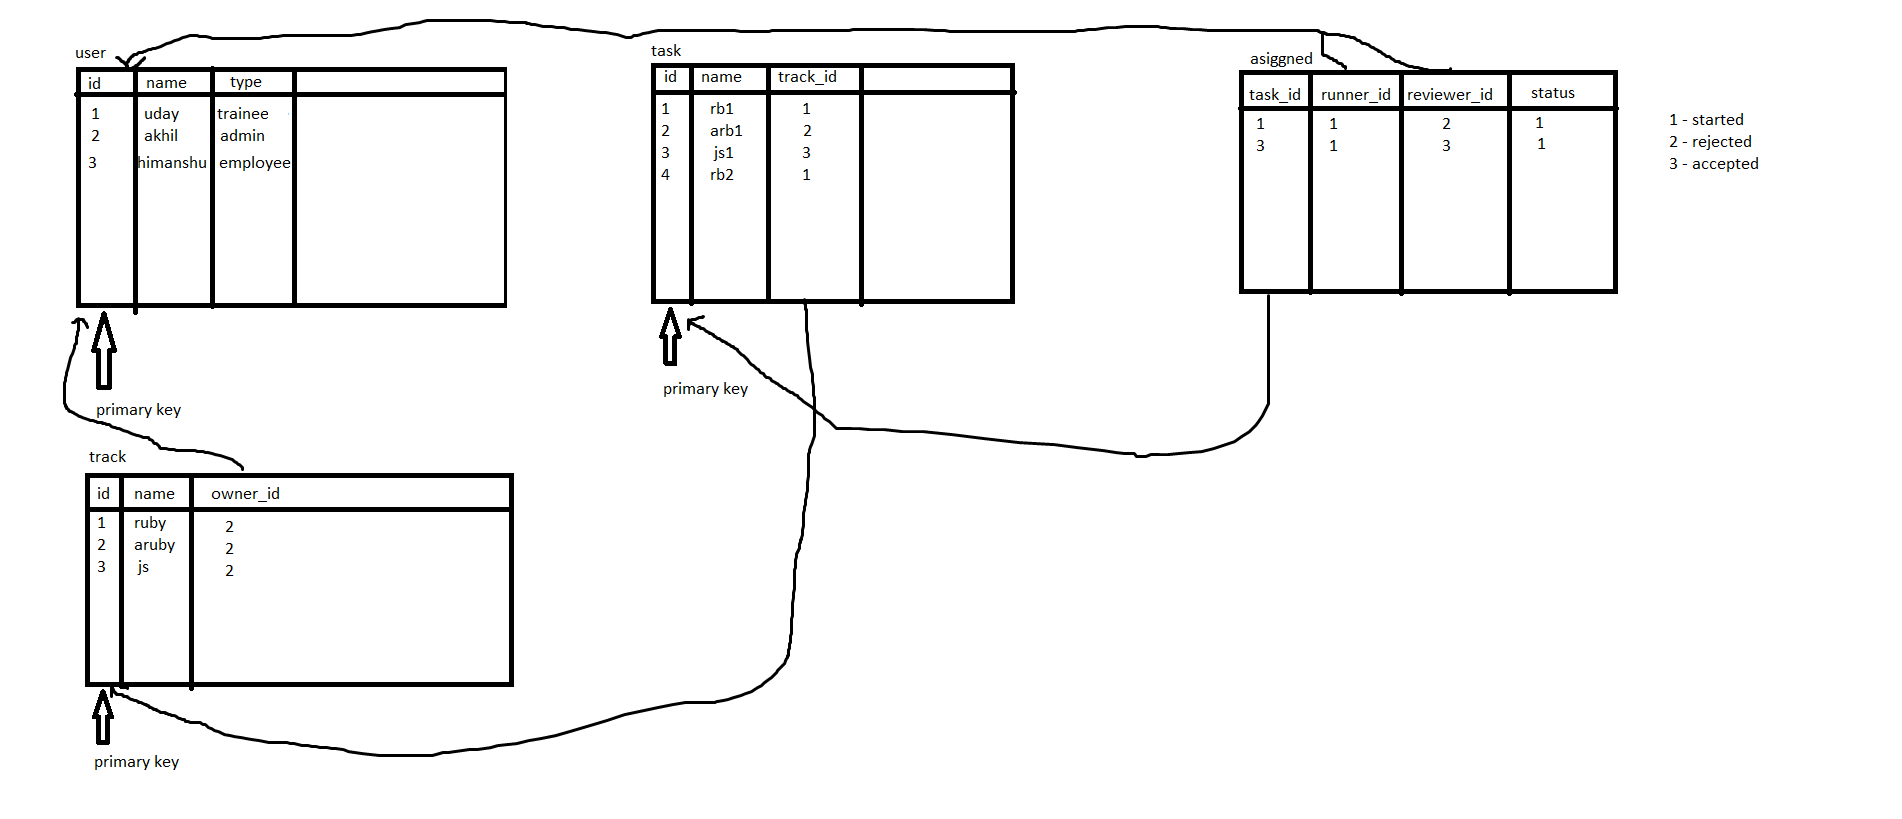 user
id name type
1 uday trainee
2 akhil admin
3 himanshu employee
primary key
task
id name track_id
1 rb1 1
2 arb1 2
3 js1 3
4 rb2 1
primary key
asiggned
task_id runner_id reviewer_id status
1 1 2 1
3 1 3 1
1 - started
2 - rejected
3 - accepted
track
id name owner_id
1 ruby 2
2 aruby 2
3 js 2
primary key